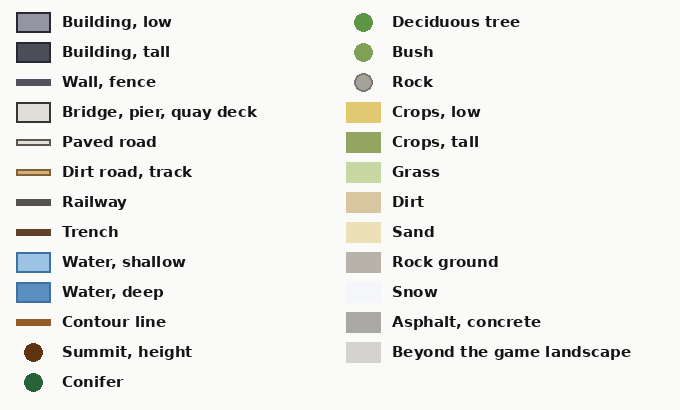 Building, low
Building, tall
Wall, fence
Bridge, pier, quay deck
Paved road
Dirt road, track
Railway
Trench
Water, shallow
Water, deep
Contour line
Summit, height
Conifer
Deciduous tree
Bush
Rock
Crops, low
Crops, tall
Grass
Dirt
Sand
Rock ground
Snow
Asphalt, concrete
Beyond the game landscape